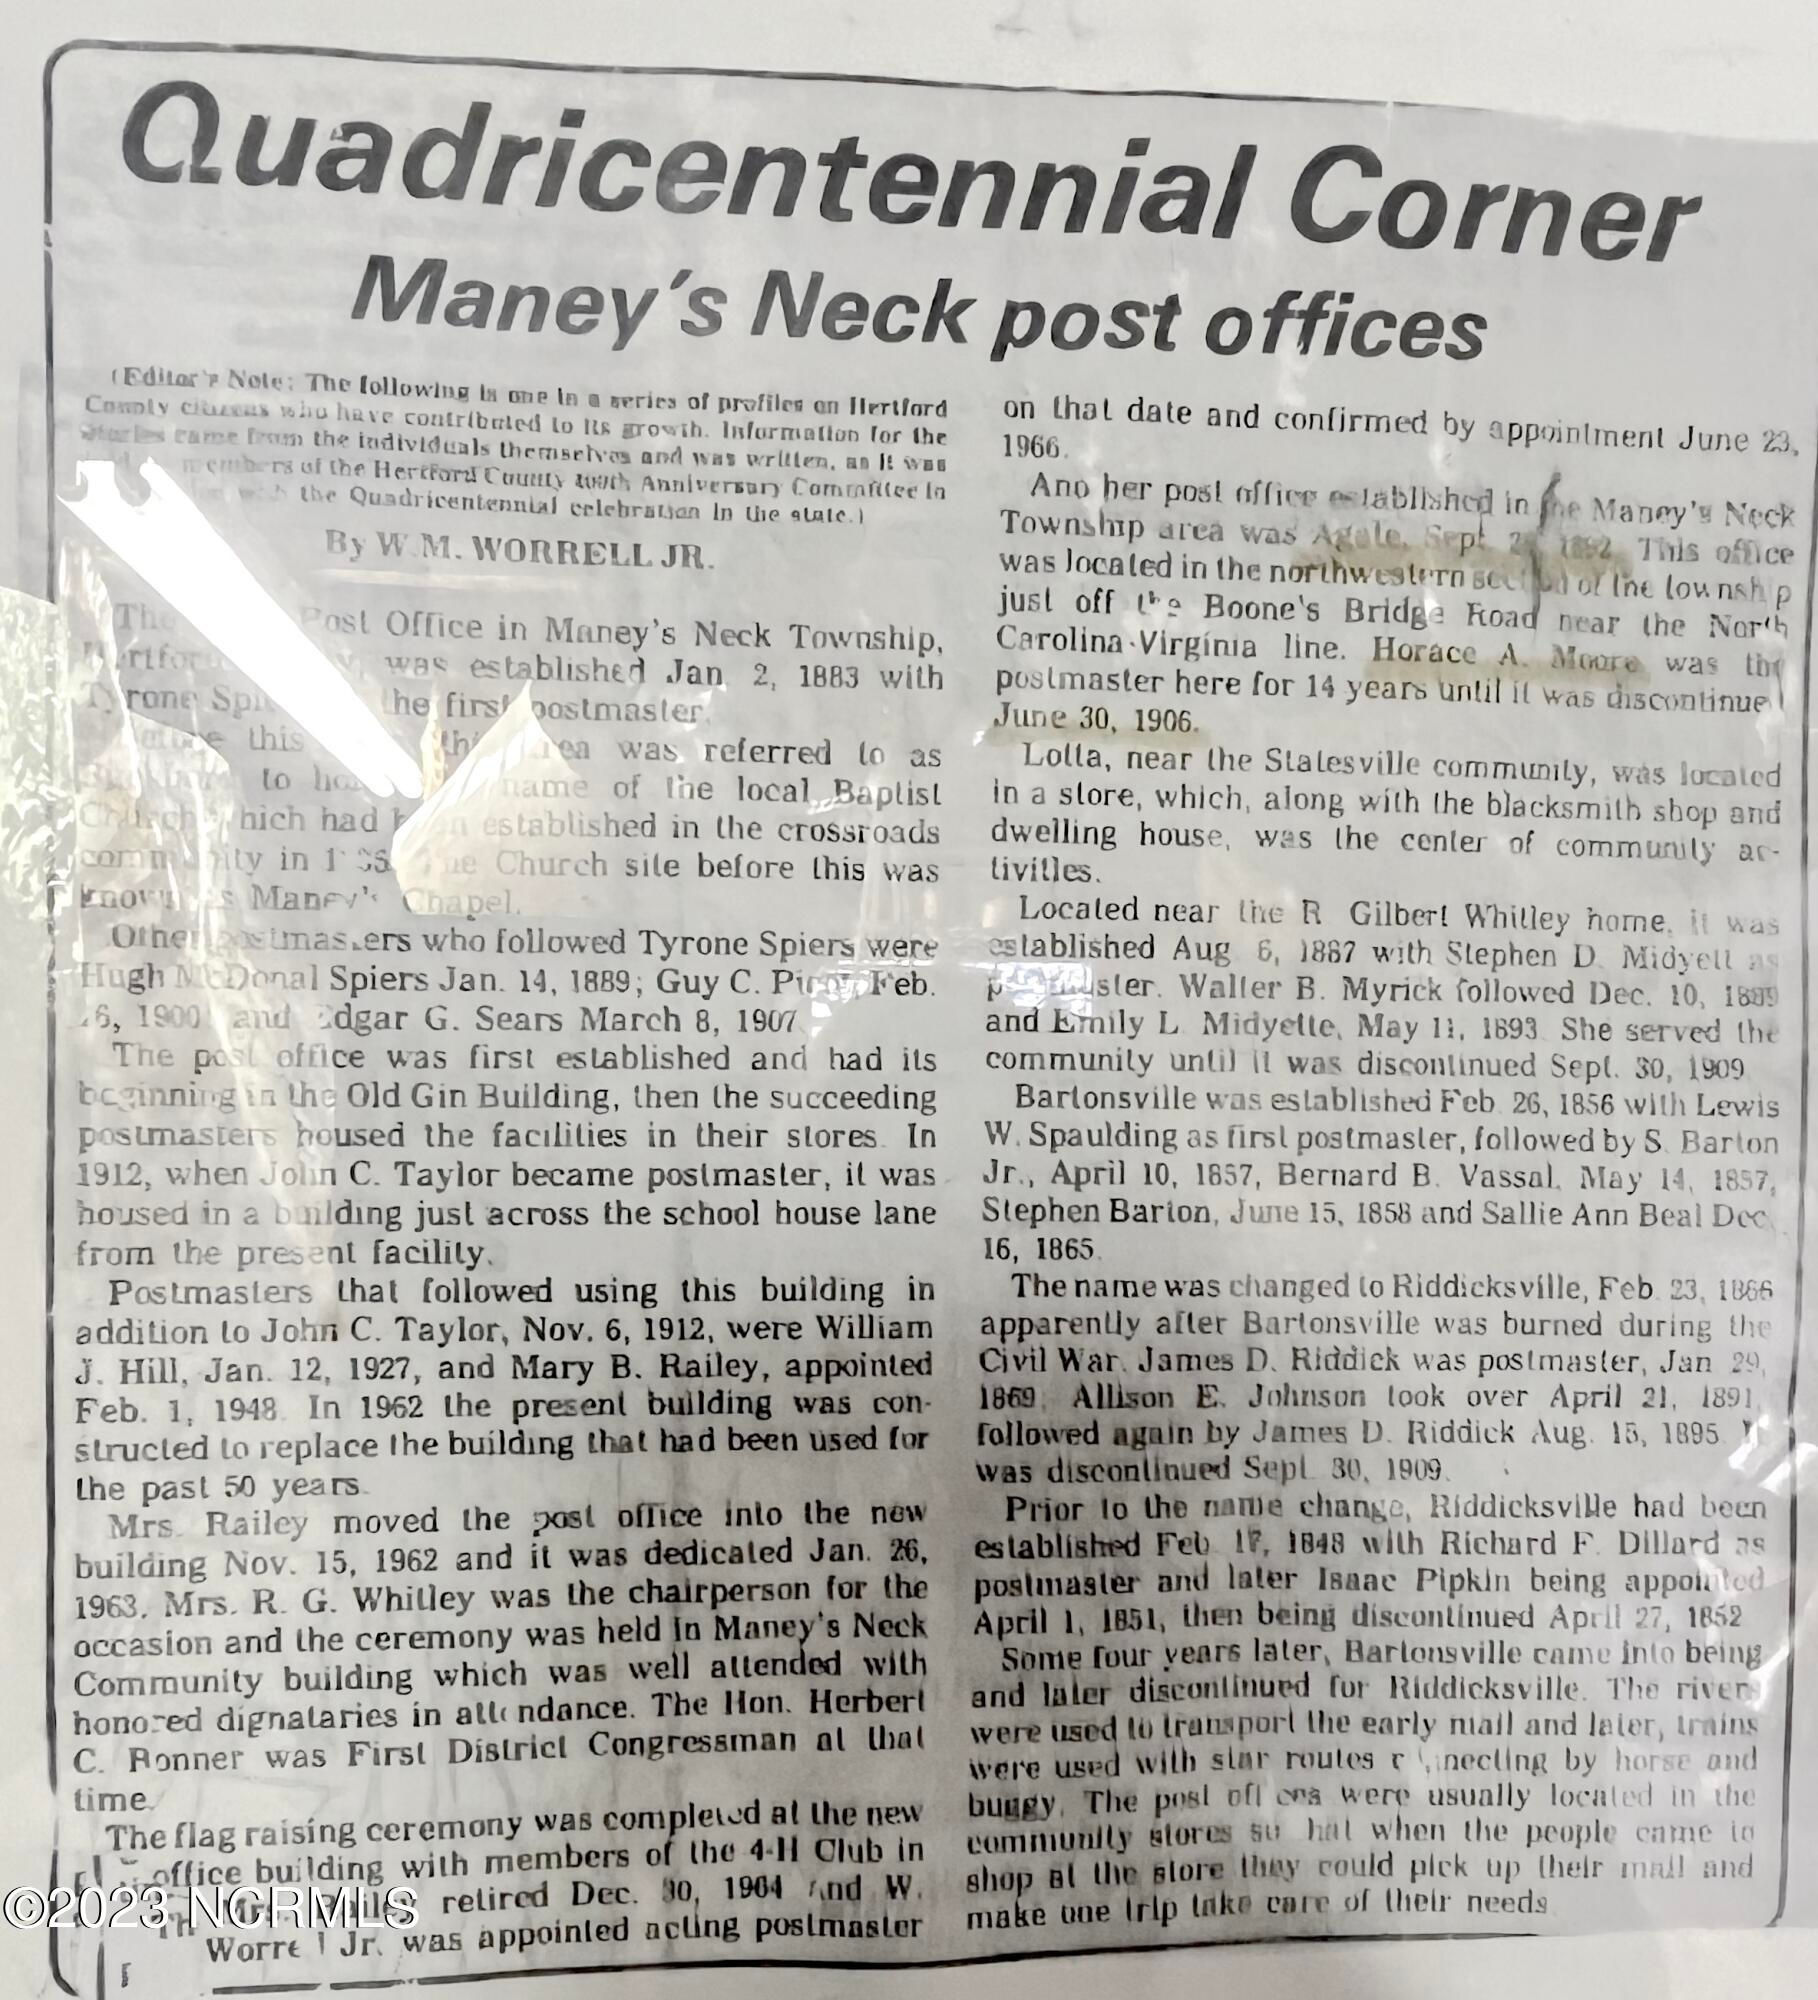 Quadricentennial Corner
Maney's Neck post offices
(Editor's Note: The following is one in a series of profiles on Hertford
County citizens who have contributed to its growth. Information for the
Stories came from the individuals themselves and was written, as it was
members of the Hertford County 400th Anniversary Committee in
with the Quadricentennial celebration in the state.)
By W.M. WORRELL JR.
The Post Office in Maney's Neck Township,
was established Jan. 2, 1883 with
Tyrone the first postmaster.
this area was referred to as
to name of the local Baptist
Church which had established in the crossroads
community in The Church site before this was
known as Maney's Chapel.
Other postmasters who followed Tyrone Spiers were
Hugh McDonal Spiers Jan. 14, 1889; Guy C. Feb.
6, 1900 and Edgar G. Sears March 8, 1907
The post office was first established and had its
beginning in the Old Gin Building, then the succeeding
postmasters housed the facilities in their stores. In
1912, when John C. Taylor became postmaster, it was
housed in a building just across the school house lane
from the present facility.
Postmasters that followed using this building in
addition to John C. Taylor, Nov. 6, 1912, were William
J. Hill, Jan. 12, 1927, and Mary B. Railey, appointed
Feb. 1, 1948. In 1962 the present building was con-
structed to replace the building that had been used for
the past 50 years.
Mrs. Railey moved the post office into the new
building Nov. 15, 1962 and it was dedicated Jan. 26,
1963. Mrs. R. G. Whitley was the chairperson for the
occasion and the ceremony was held in Maney's Neck
Community building which was well attended with
honored dignataries in attendance. The Hon. Herbert
C. Bonner was First District Congressman at that
time.
The flag raising ceremony was completed at the new
office building with members of the 4-H Club in
Mrs. Railey retired Dec. 30, 1964 and W.
Worrell Jr. was appointed acting postmaster
on that date and confirmed by appointment June 23,
1966.
Another post office established in the Maney's Neck
Township area was Agate, Sept. 1892. This office
was located in the northwestern section of the township
just off the Boone's Bridge Road near the North
Carolina-Virginia line. Horace A. Moore was the
postmaster here for 14 years until it was discontinued
June 30, 1906.
Lotta, near the Statesville community, was located
in a store, which, along with the blacksmith shop and
dwelling house, was the center of community ac-
tivities.
Located near the R. Gilbert Whitley home, it was
established Aug. 6, 1887 with Stephen D. Midyett as
postmaster. Walter B. Myrick followed Dec. 10, 1889
and Emily L. Midyette, May 11, 1893. She served the
community until it was discontinued Sept. 30, 1909
Bartonsville was established Feb. 26, 1856 with Lewis
W. Spaulding as first postmaster, followed by S. Barton
Jr., April 10, 1857, Bernard B. Vassal, May 14, 1857,
Stephen Barton, June 15, 1858 and Sallie Ann Beal Dec.
16, 1865.
The name was changed to Riddicksville, Feb. 23, 1866
apparently after Bartonsville was burned during the
Civil War. James D. Riddick was postmaster, Jan. 29,
1869. Allison E. Johnson took over April 21, 1891,
followed again by James D. Riddick Aug. 15, 1895. It
was discontinued Sept. 30, 1909.
Prior to the name change, Riddicksville had been
established Feb. 17, 1848 with Richard F. Dillard as
postmaster and later Isaac Pipkin being appointed
April 1, 1851, then being discontinued April 27, 1852
Some four years later, Bartonsville came into being
and later discontinued for Riddicksville. The rivers
were used to transport the early mail and later, trains
were used with star routes connecting by horse and
buggy. The post offices were usually located in the
community stores so that when the people came to
shop at the store they could pick up their mail and
make one trip take care of their needs
©2023 NCRMLS